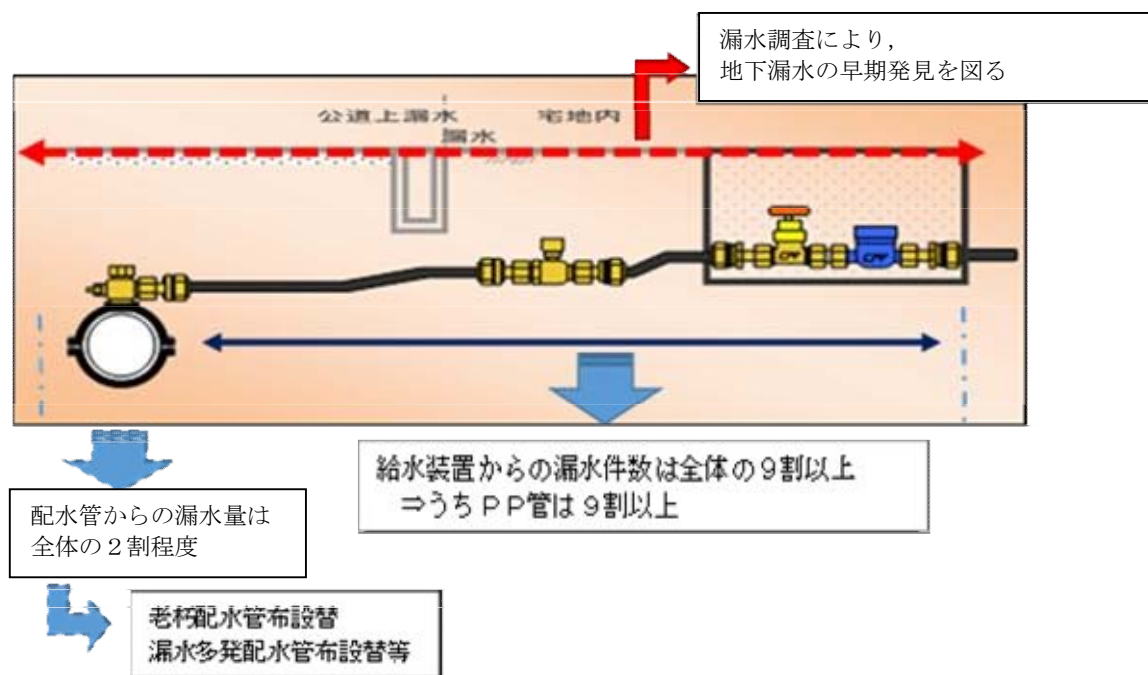 漏水調査により，
地下漏水の早期発見を図る
公道上漏水
宅地内
漏水
給水装置からの漏水件数は全体の９割以上
⇒うちＰＰ管は９割以上
配水管からの漏水量は
全体の２割程度
老朽配水管布設替
漏水多発配水管布設替等